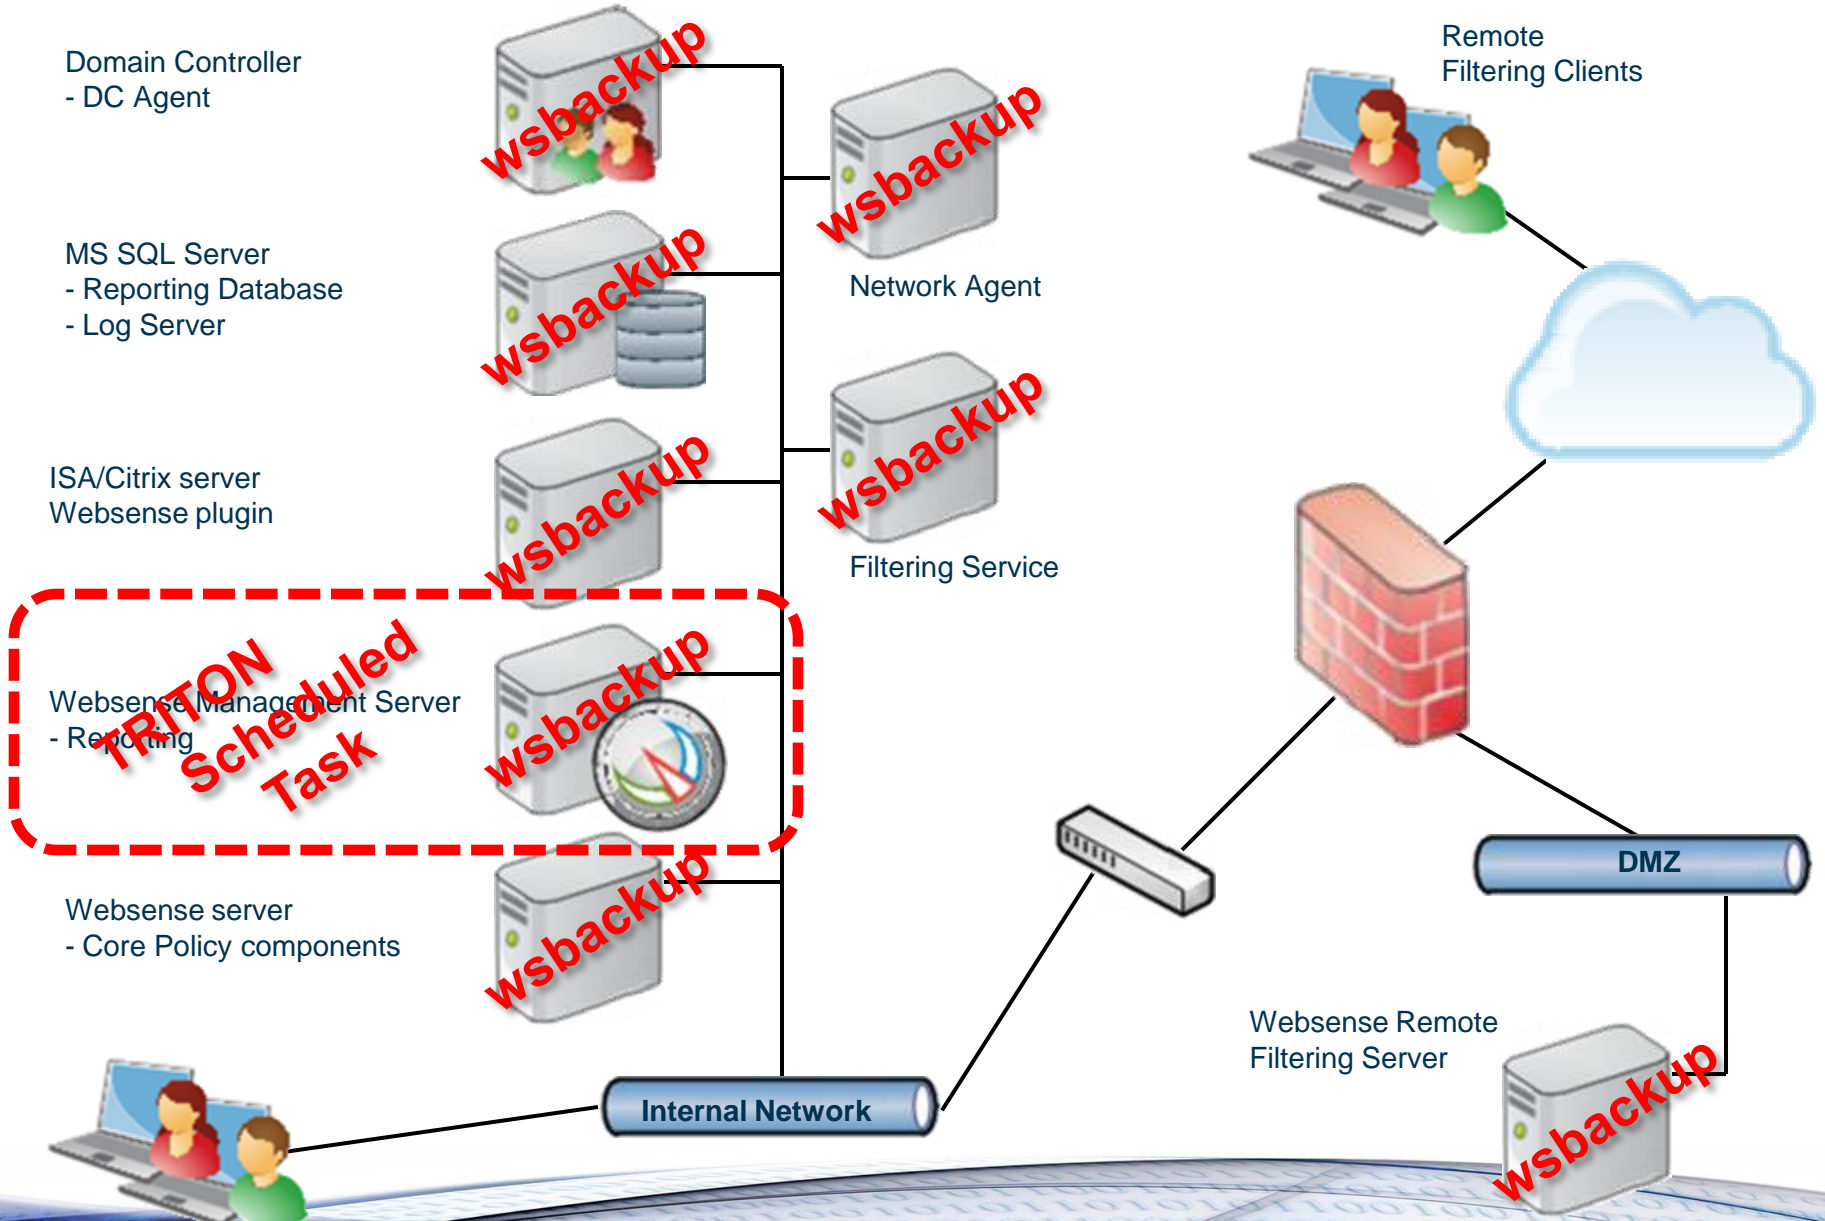 Domain Controller
- DC Agent
wsbackup
Remote
Filtering Clients
wsbackup
Network Agent
MS SQL Server
- Reporting Database
- Log Server
wsbackup
wsbackup
Filtering Service
ISA/Citrix server
Websense plugin
wsbackup
TRITON
Scheduled
Task
Websense Management Server
- Reporting
wsbackup
DMZ
Websense server
- Core Policy components
wsbackup
Websense Remote
Filtering Server
wsbackup
Internal Network